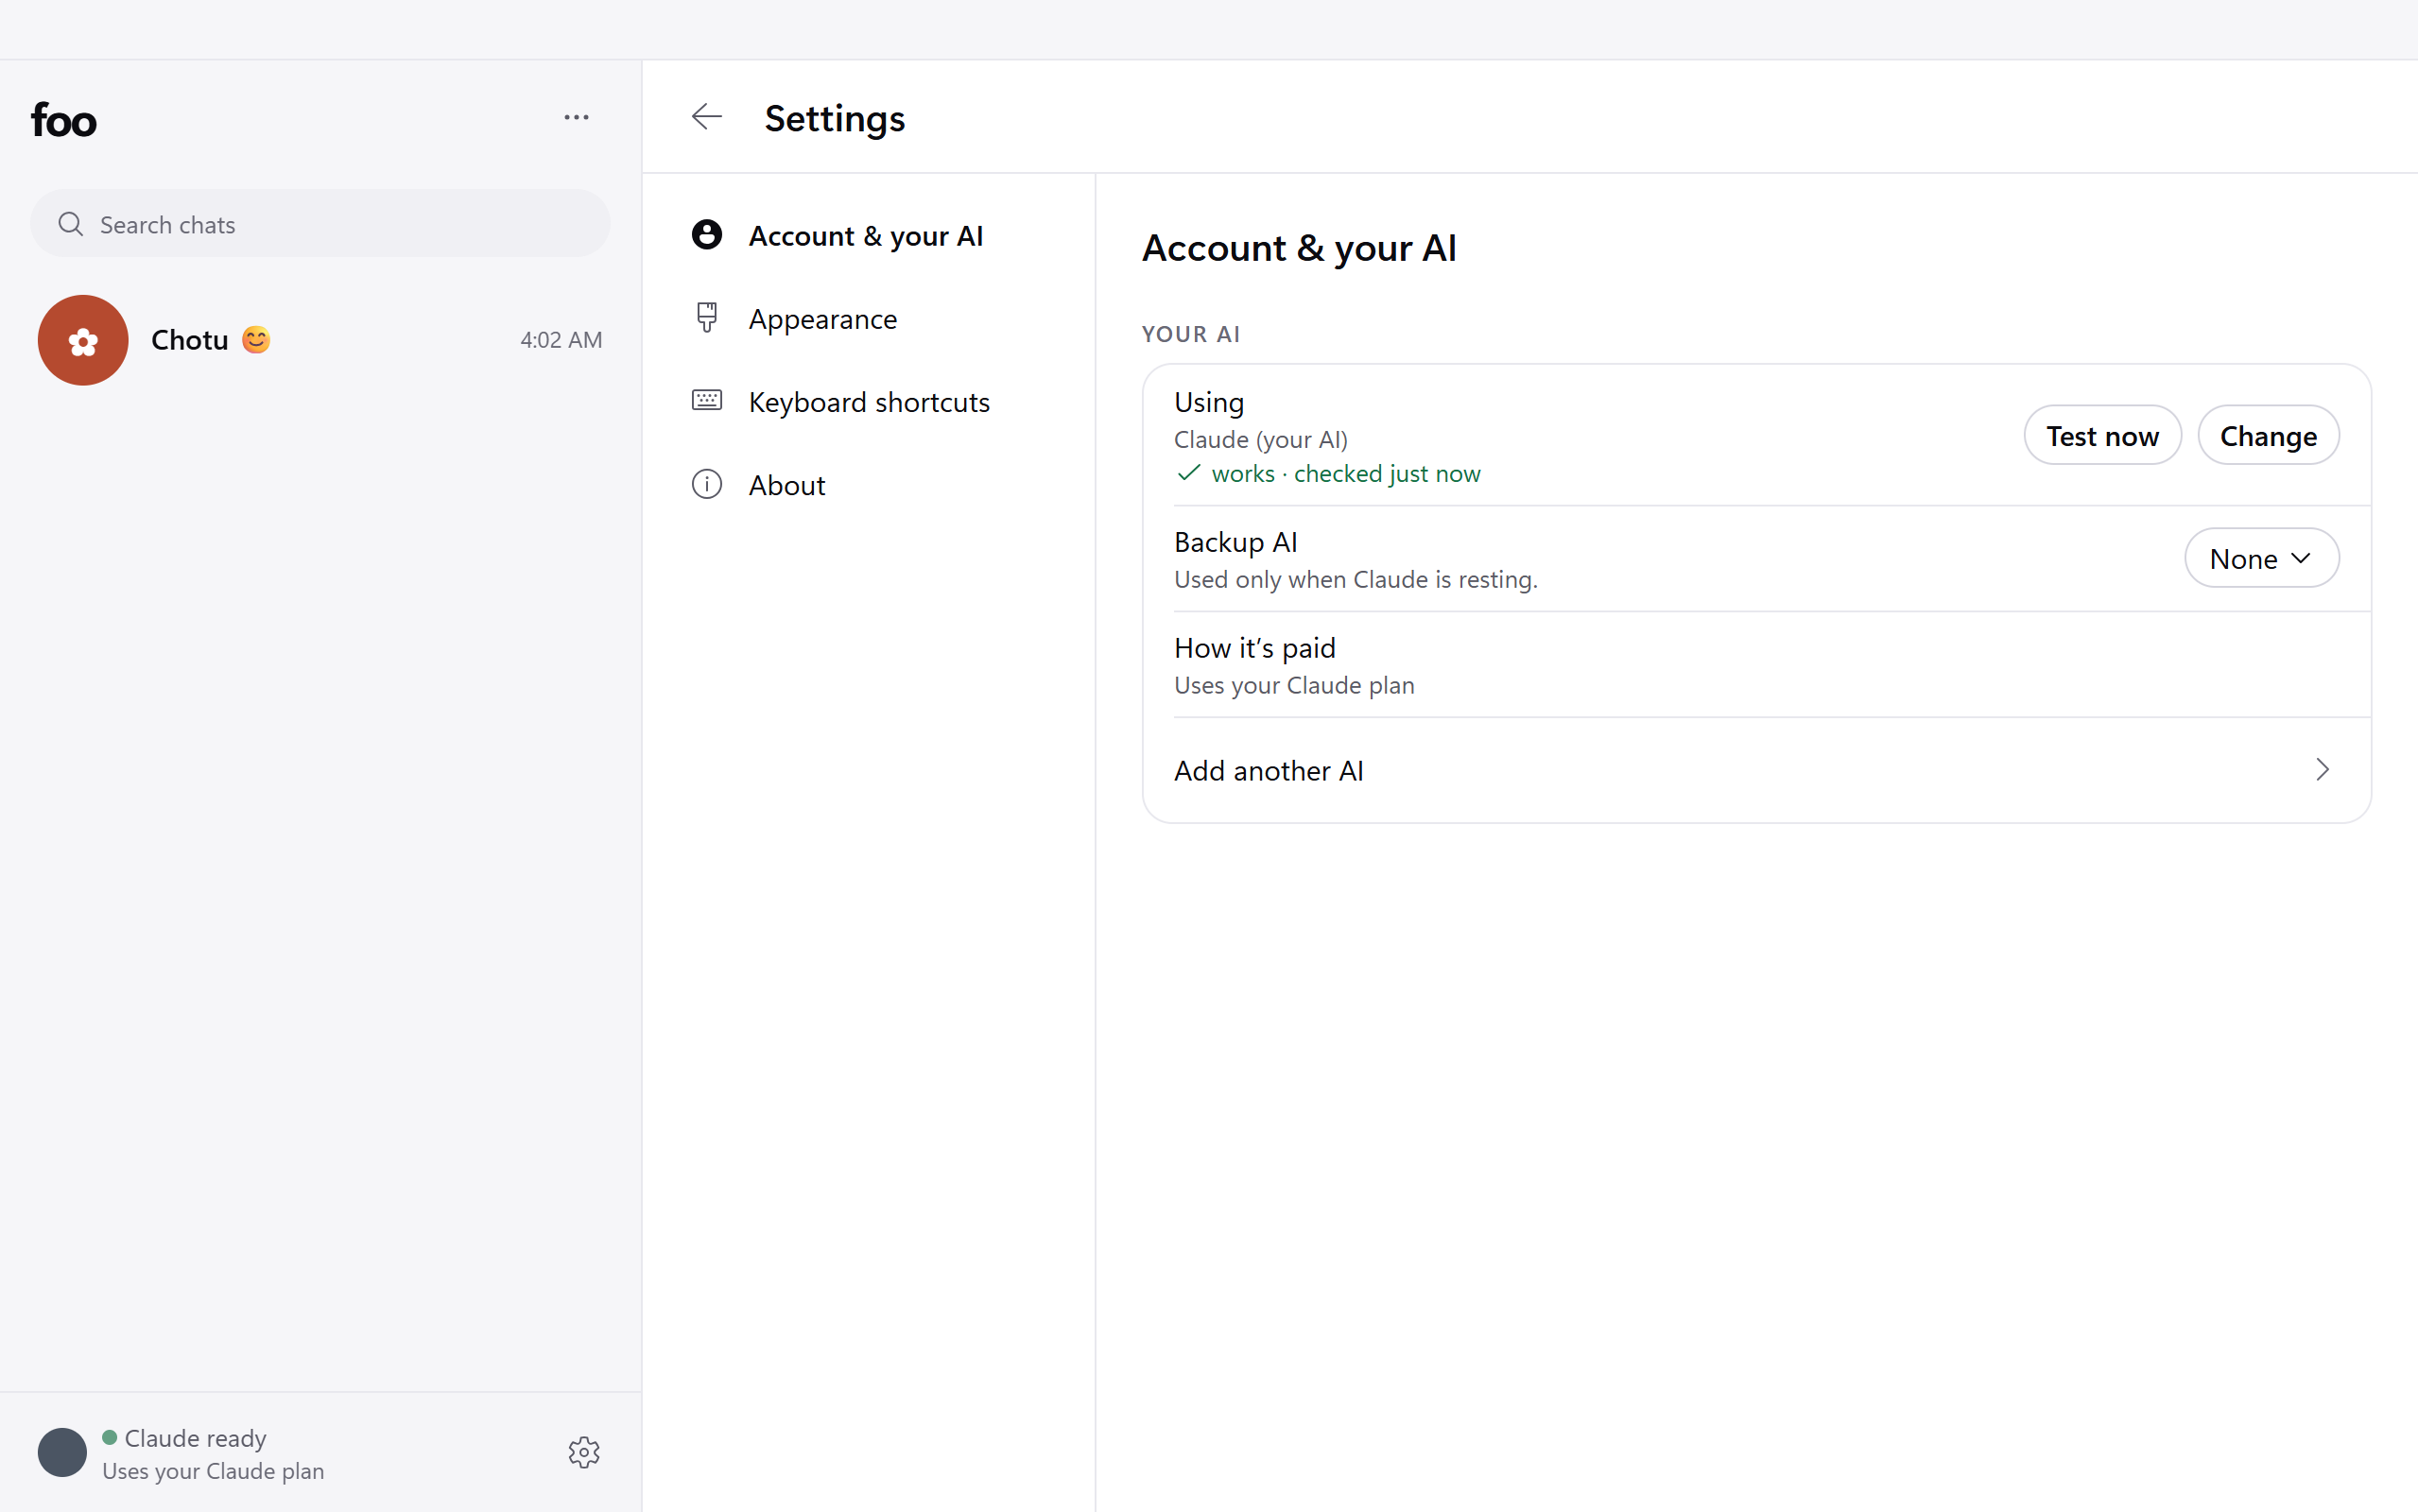 foo
Search chats
Chotu 😊
4:02 AM
Claude ready
Uses your Claude plan
Settings
Account & your AI
Appearance
Keyboard shortcuts
About
Account & your AI
YOUR AI
Using
Claude (your AI)
works · checked just now
Test now
Change
Backup AI
Used only when Claude is resting.
None
How it’s paid
Uses your Claude plan
Add another AI